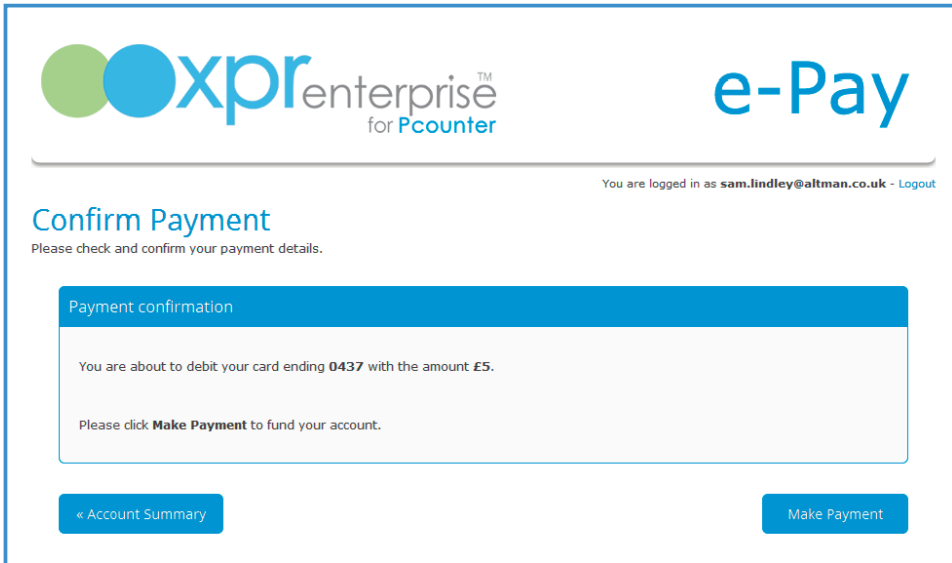 xprenterprise™
for Pcounter
e-Pay
You are logged in as sam.lindley@altman.co.uk - Logout
Confirm Payment
Please check and confirm your payment details.
Payment confirmation
You are about to debit your card ending 0437 with the amount £5.
Please click Make Payment to fund your account.
« Account Summary
Make Payment